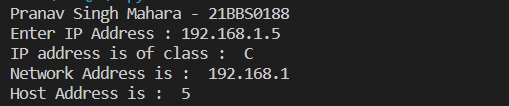 Pranav Singh Mahara - 21BBS0188
Enter IP Address : 192.168.1.5
IP address is of class :  C
Network Address is :  192.168.1
Host Address is :  5